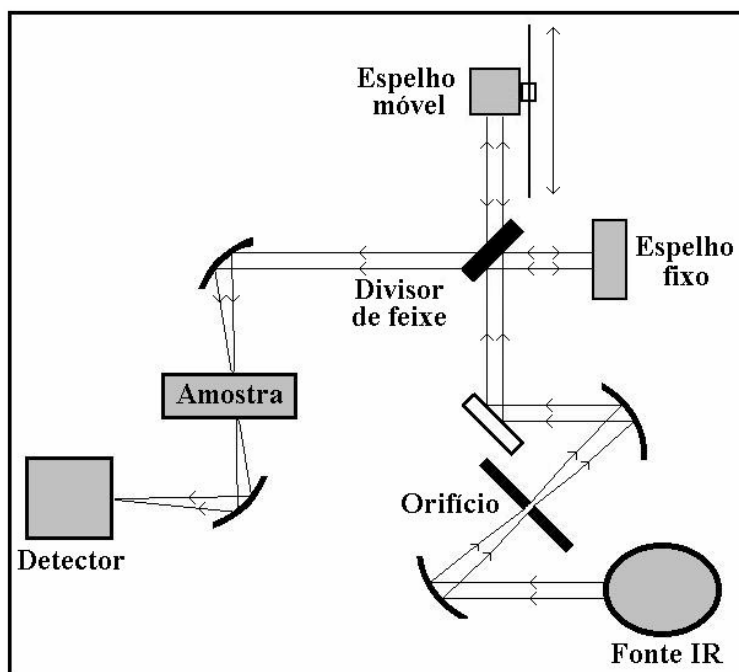 Espelho
móvel
Espelho
fixo
Divisor
de feixe
Amostra
Orifício
Detector
Fonte IR